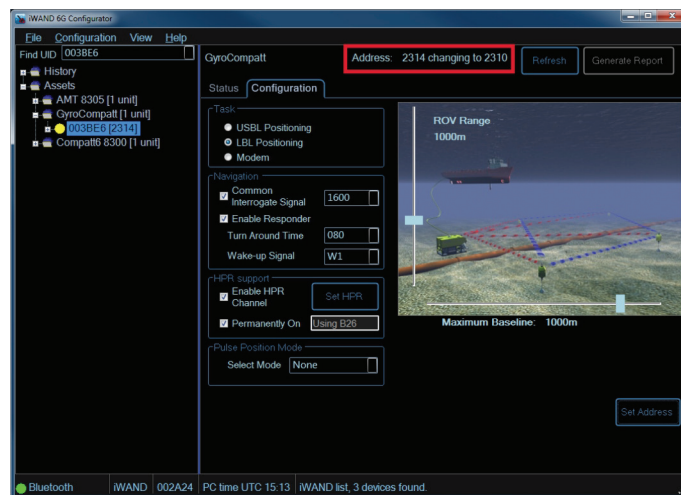 iWAND 6G Configurator
File Configuration View Help
Find UID 003BE6
History
Assets
AMT 8305 [1 unit]
GyroCompatt [1 unit]
003BE6 [2314]
Compatt6 8300 [1 unit]
GyroCompatt
Address: 2314 changing to 2310
Refresh
Generate Report
Status Configuration
Task
USBL Positioning
LBL Positioning
Modem
Navigation
Common
Interrogate Signal 1600
Enable Responder
Turn Around Time 080
Wake-up Signal W1
HPR support
Enable HPR
Channel
Set HPR
Permanently On Using B26
Pulse Position Mode
Select Mode None
ROV Range
1000m
Maximum Baseline: 1000m
Set Address
Bluetooth iWAND 002A24 PC time UTC 15:13 iWAND list, 3 devices found.